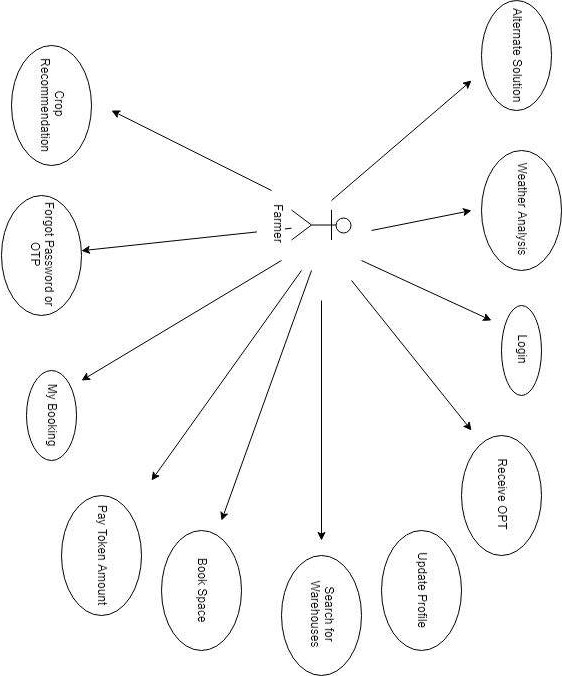 Alternate Solution
Weather Analysis
Login
Receive OPT
Update Profile
Search for
Warehouses
Book Space
Pay Token Amount
My Booking
Forgot Password or
OTP
Crop
Recommendation
Farmer